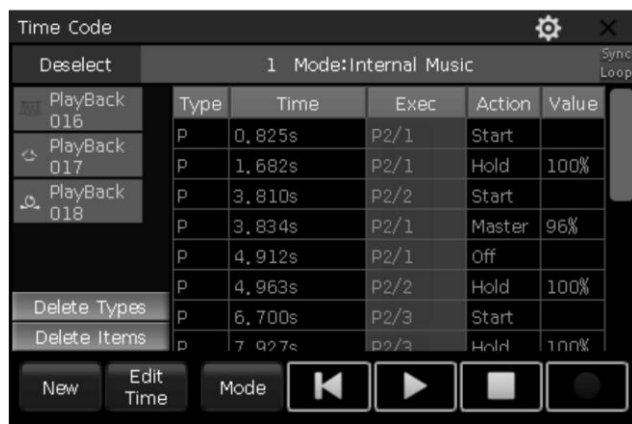 Time Code
Deselect
1 Mode:Internal Music
Sync
Loop
PlayBack
016
PlayBack
017
PlayBack
018
Delete Types
Delete Items
Type Time Exec Action Value
P 0.825s P2/1 Start
P 1.682s P2/1 Hold 100%
P 3.810s P2/2 Start
P 3.834s P2/1 Master 96%
P 4.912s P2/1 Off
P 4.963s P2/2 Hold 100%
P 6.700s P2/3 Start
P 7.927s P2/3 Hold 100%
New
Edit
Time
Mode